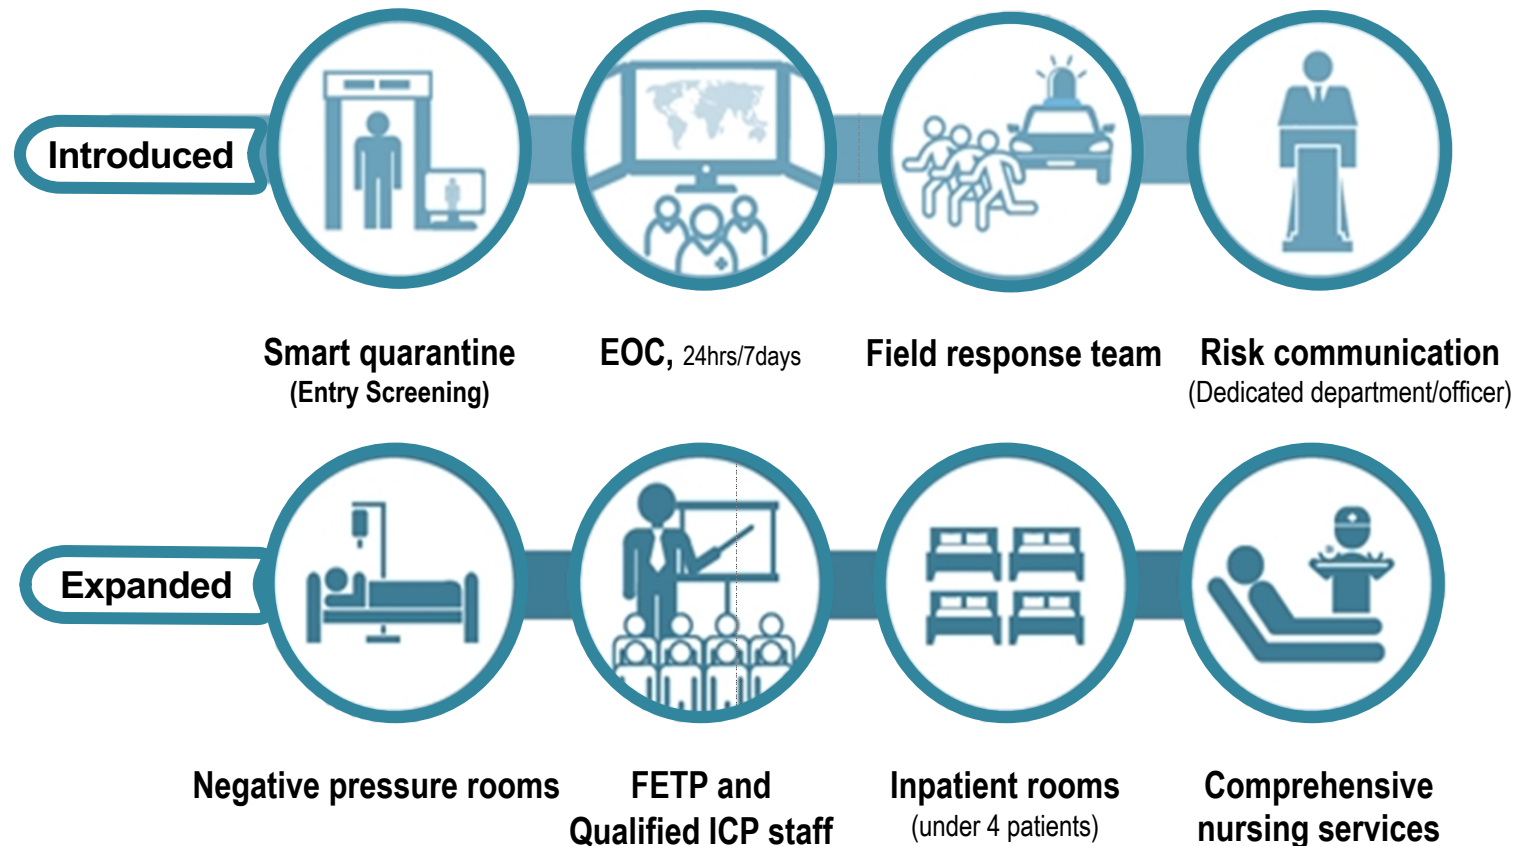 Introduced
Smart quarantine
(Entry Screening)
EOC, 24hrs/7days
Field response team
Risk communication
(Dedicated department/officer)
Expanded
Negative pressure rooms
FETP and
Qualified ICP staff
Inpatient rooms
(under 4 patients)
Comprehensive
nursing services